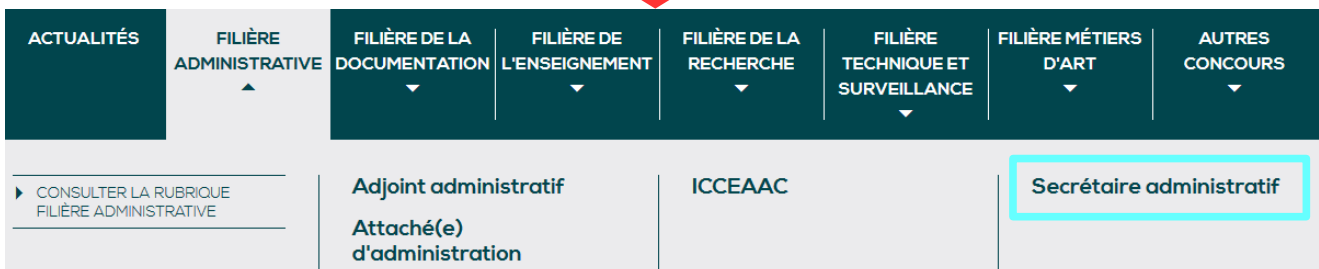 ACTUALITÉS
FILIÈRE
ADMINISTRATIVE
FILIÈRE DE LA
DOCUMENTATION
FILIÈRE DE
L'ENSEIGNEMENT
FILIÈRE DE LA
RECHERCHE
FILIÈRE
TECHNIQUE ET
SURVEILLANCE
FILIÈRE MÉTIERS
D'ART
AUTRES
CONCOURS
CONSULTER LA RUBRIQUE
FILIÈRE ADMINISTRATIVE
Adjoint administratif
Attaché(e)
d'administration
ICCEAAC
Secrétaire administratif